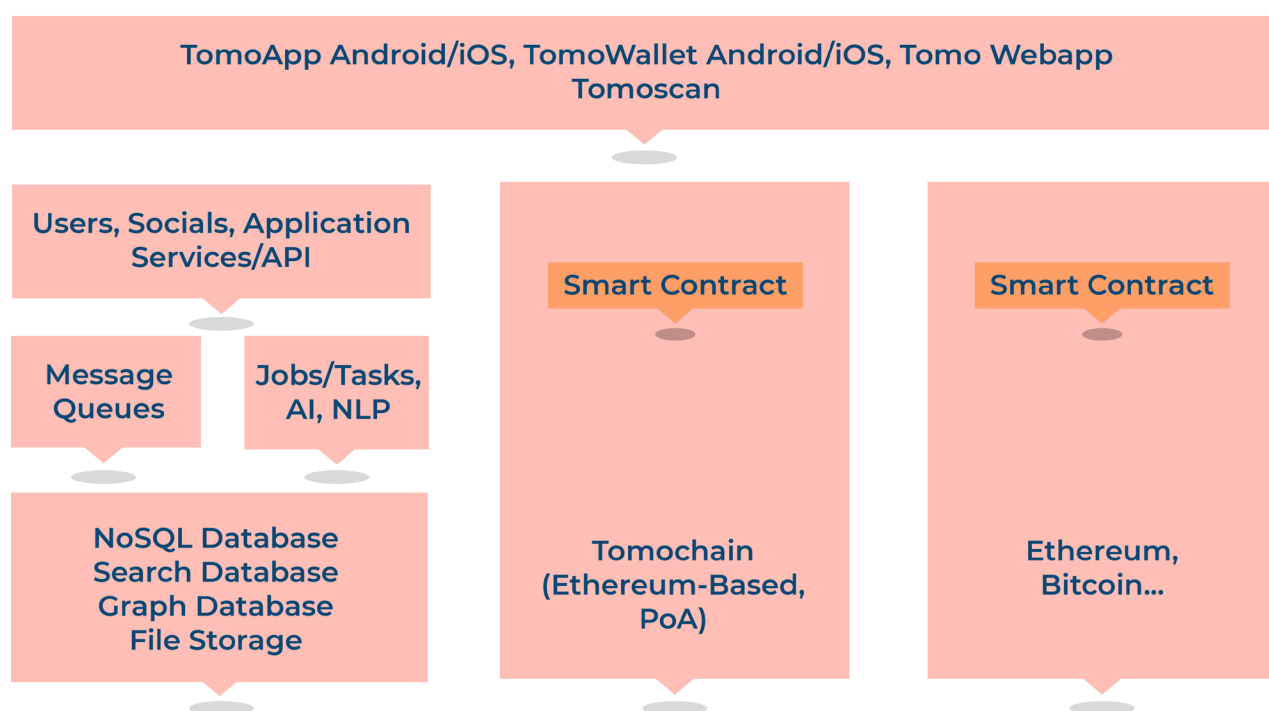 TomoApp Android/iOS, TomoWallet Android/iOS, Tomo Webapp
Tomoscan
Users, Socials, Application
Services/API
Message
Queues
Jobs/Tasks,
AI, NLP
NoSQL Database
Search Database
Graph Database
File Storage
Smart Contract
Tomochain
(Ethereum-Based,
PoA)
Smart Contract
Ethereum,
Bitcoin...